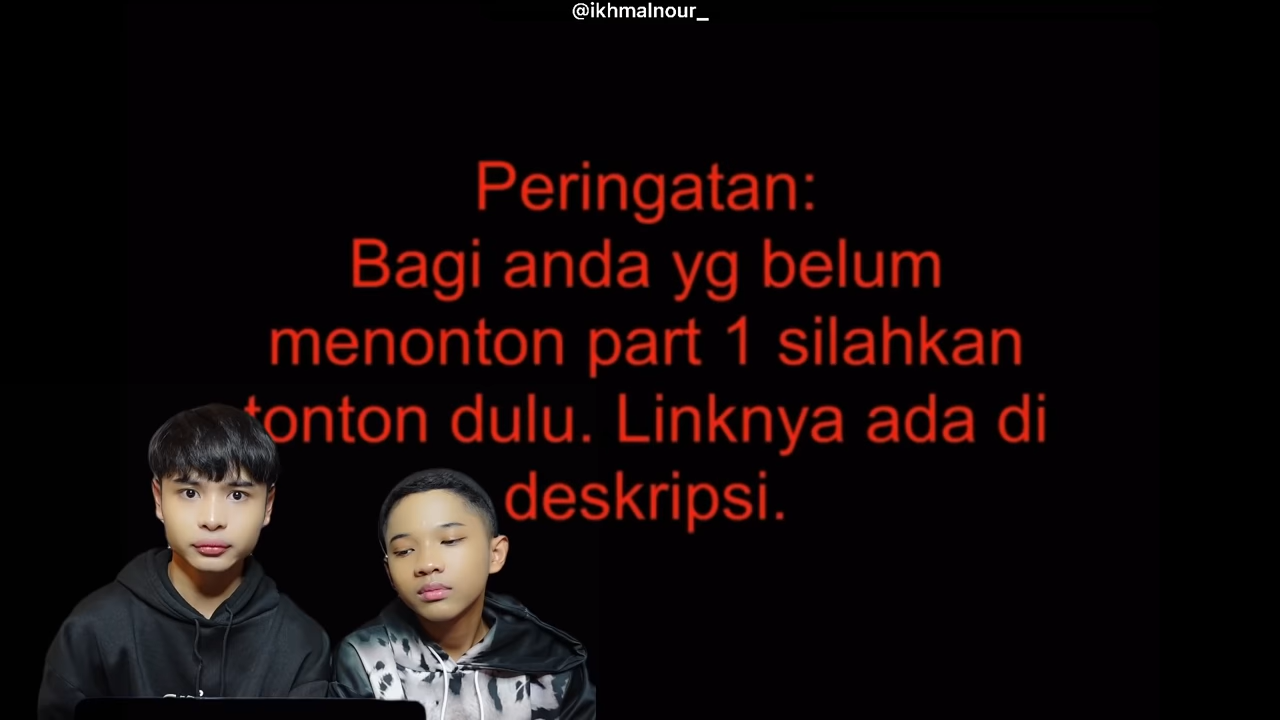 @ikhmalnour_
Peringatan:
Bagi anda yg belum
menonton part 1 silahkan
tonton dulu. Linknya ada di
deskripsi.